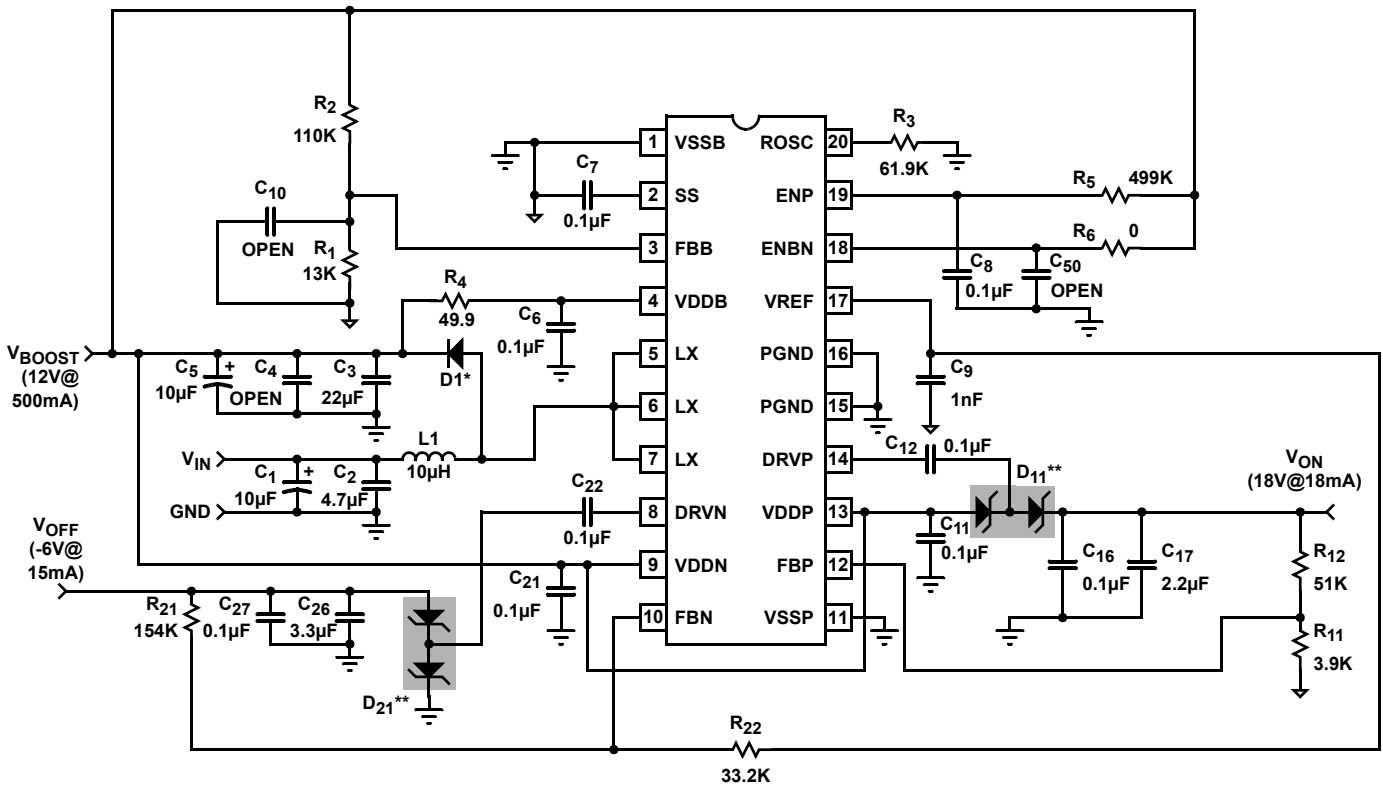 R2
110K
C10
OPEN
R1
13K
C7
0.1µF
R4
49.9
C6
0.1µF
D1*
VBOOST
(12V@
500mA)
C5
10µF
+
C4
OPEN
C3
22µF
VIN
GND
C1
10µF
+
C2
4.7µF
L1
10µH
C22
0.1µF
VOFF
(-6V@
15mA)
R21
154K
C27
0.1µF
C26
3.3µF
C21
0.1µF
D21**
1 VSSB
2 SS
3 FBB
4 VDDB
5 LX
6 LX
7 LX
8 DRVN
9 VDDN
10 FBN
ROSC 20
ENP 19
ENBN 18
VREF 17
PGND 16
PGND 15
DRVP 14
VDDP 13
FBP 12
VSSP 11
R3
61.9K
R5 499K
R6 0
C8
0.1µF
C50
OPEN
C9
1nF
C12 0.1µF
D11**
VON
(18V@18mA)
C11
0.1µF
C16
0.1µF
C17
2.2µF
R12
51K
R11
3.9K
R22
33.2K